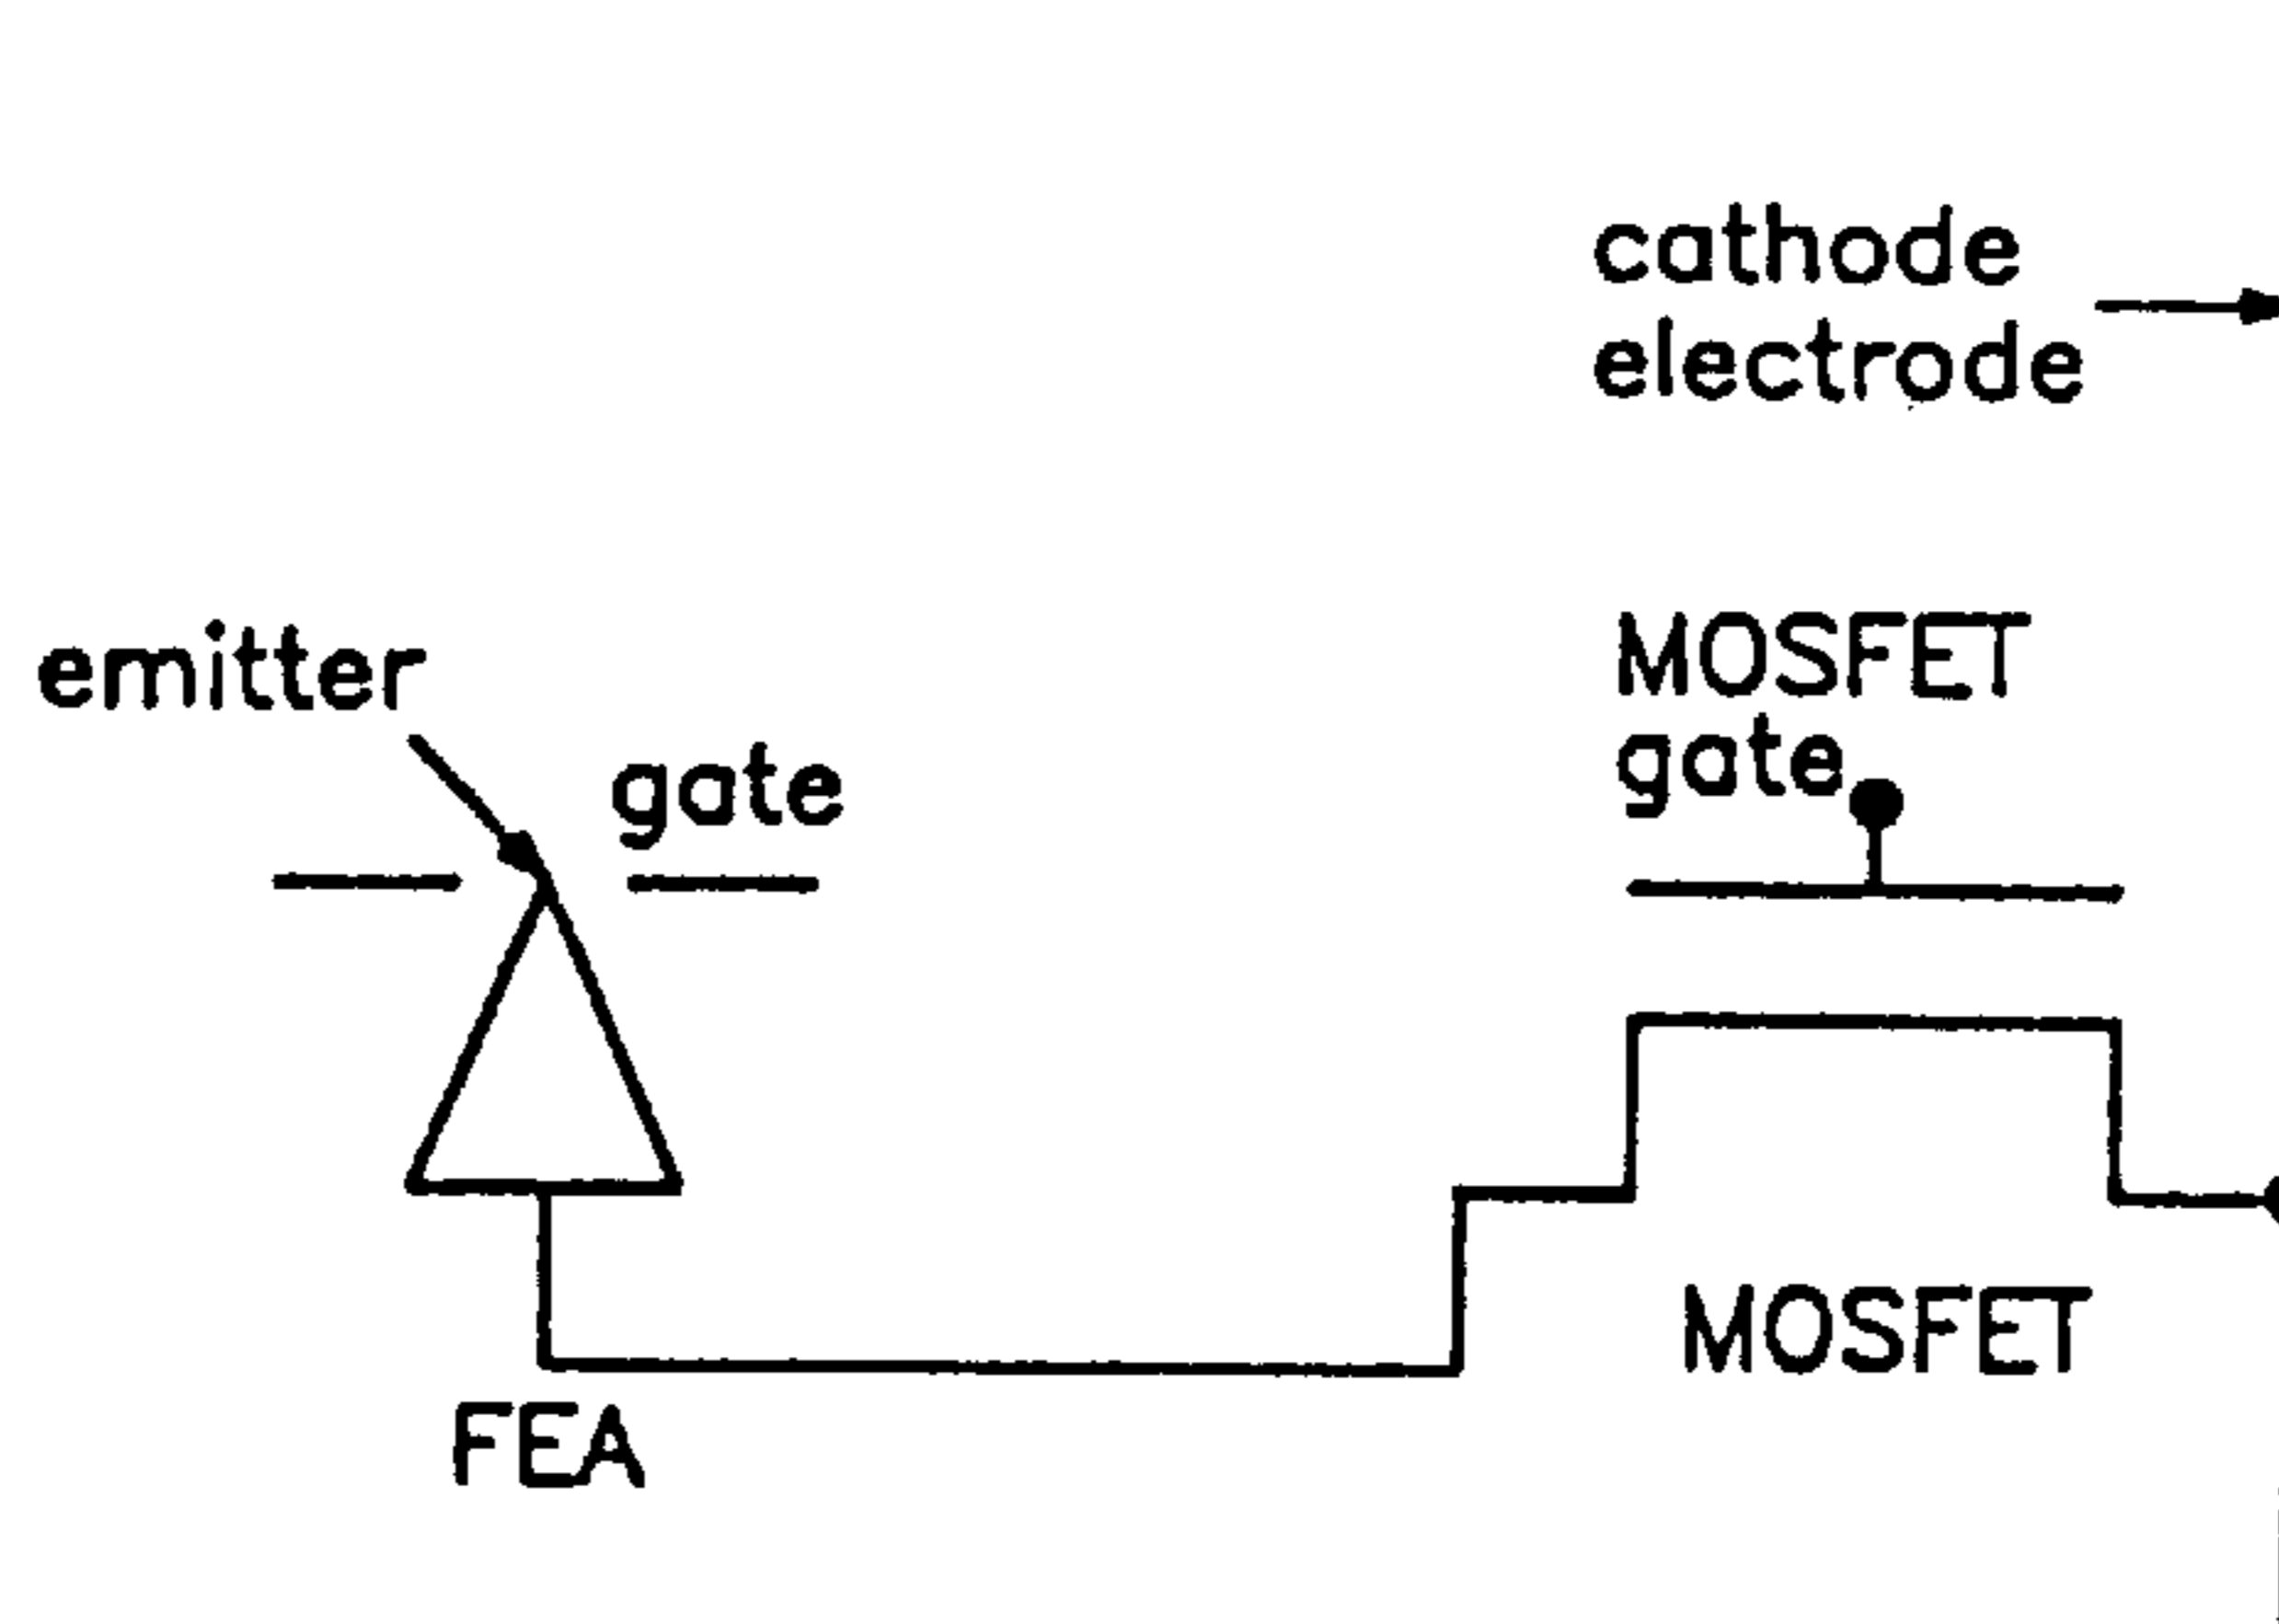 cathode
electrode
emitter
gate
MOSFET
gate
MOSFET
FEA